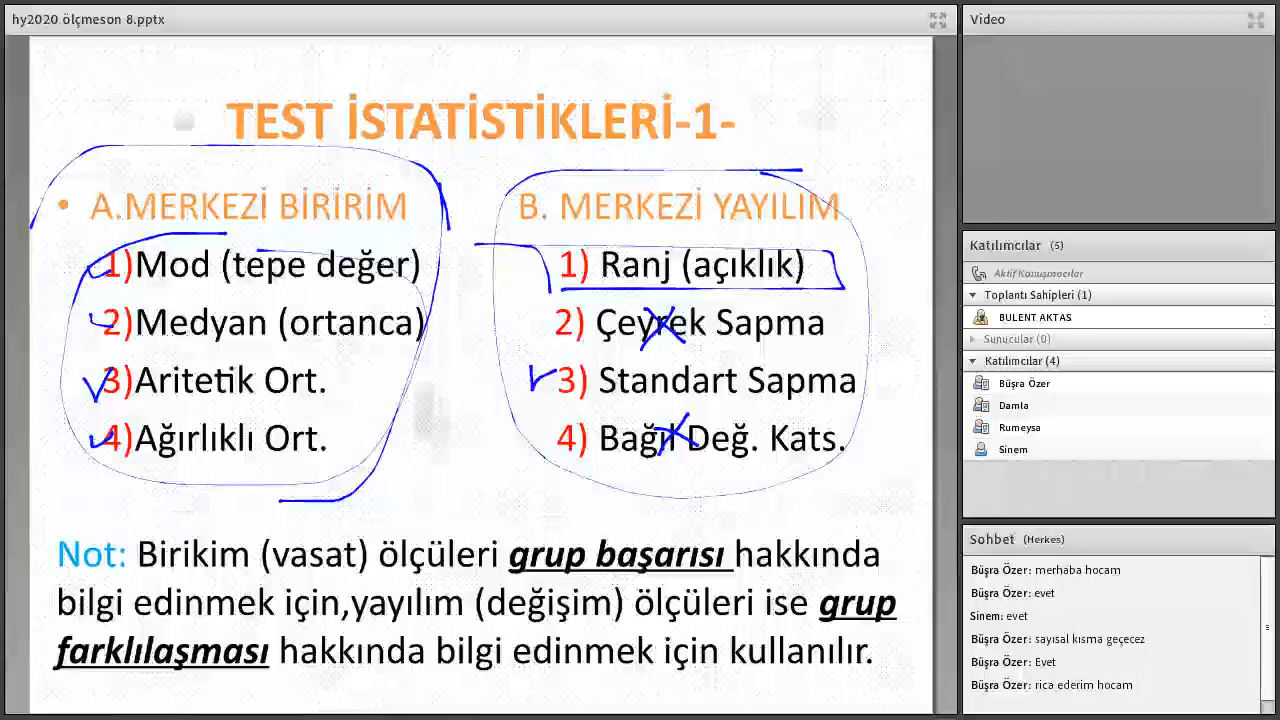 hy2020 ölçmeson 8.pptx
TEST İSTATİSTİKLERİ-1-
• A.MERKEZİ BİRİRİM
1)Mod (tepe değer)
2)Medyan (ortanca)
3)Aritetik Ort.
4)Ağırlıklı Ort.
B. MERKEZİ YAYILIM
1) Ranj (açıklık)
2) Çeyrek Sapma
3) Standart Sapma
4) Bağıl Değ. Kats.
Not: Birikim (vasat) ölçüleri grup başarısı hakkında
bilgi edinmek için,yayılım (değişim) ölçüleri ise grup
farklılaşması hakkında bilgi edinmek için kullanılır.
Video
Katılımcılar (5)
Aktif Konuşmacılar
Toplantı Sahipleri (1)
BULENT AKTAS
Sunucular (0)
Katılımcılar (4)
Büşra Özer
Damla
Rumeysa
Sinem
Sohbet (Herkes)
Büşra Özer: merhaba hocam
Büşra Özer: evet
Sinem: evet
Büşra Özer: sayısal kısma geçecez
Büşra Özer: Evet
Büşra Özer: rica ederim hocam